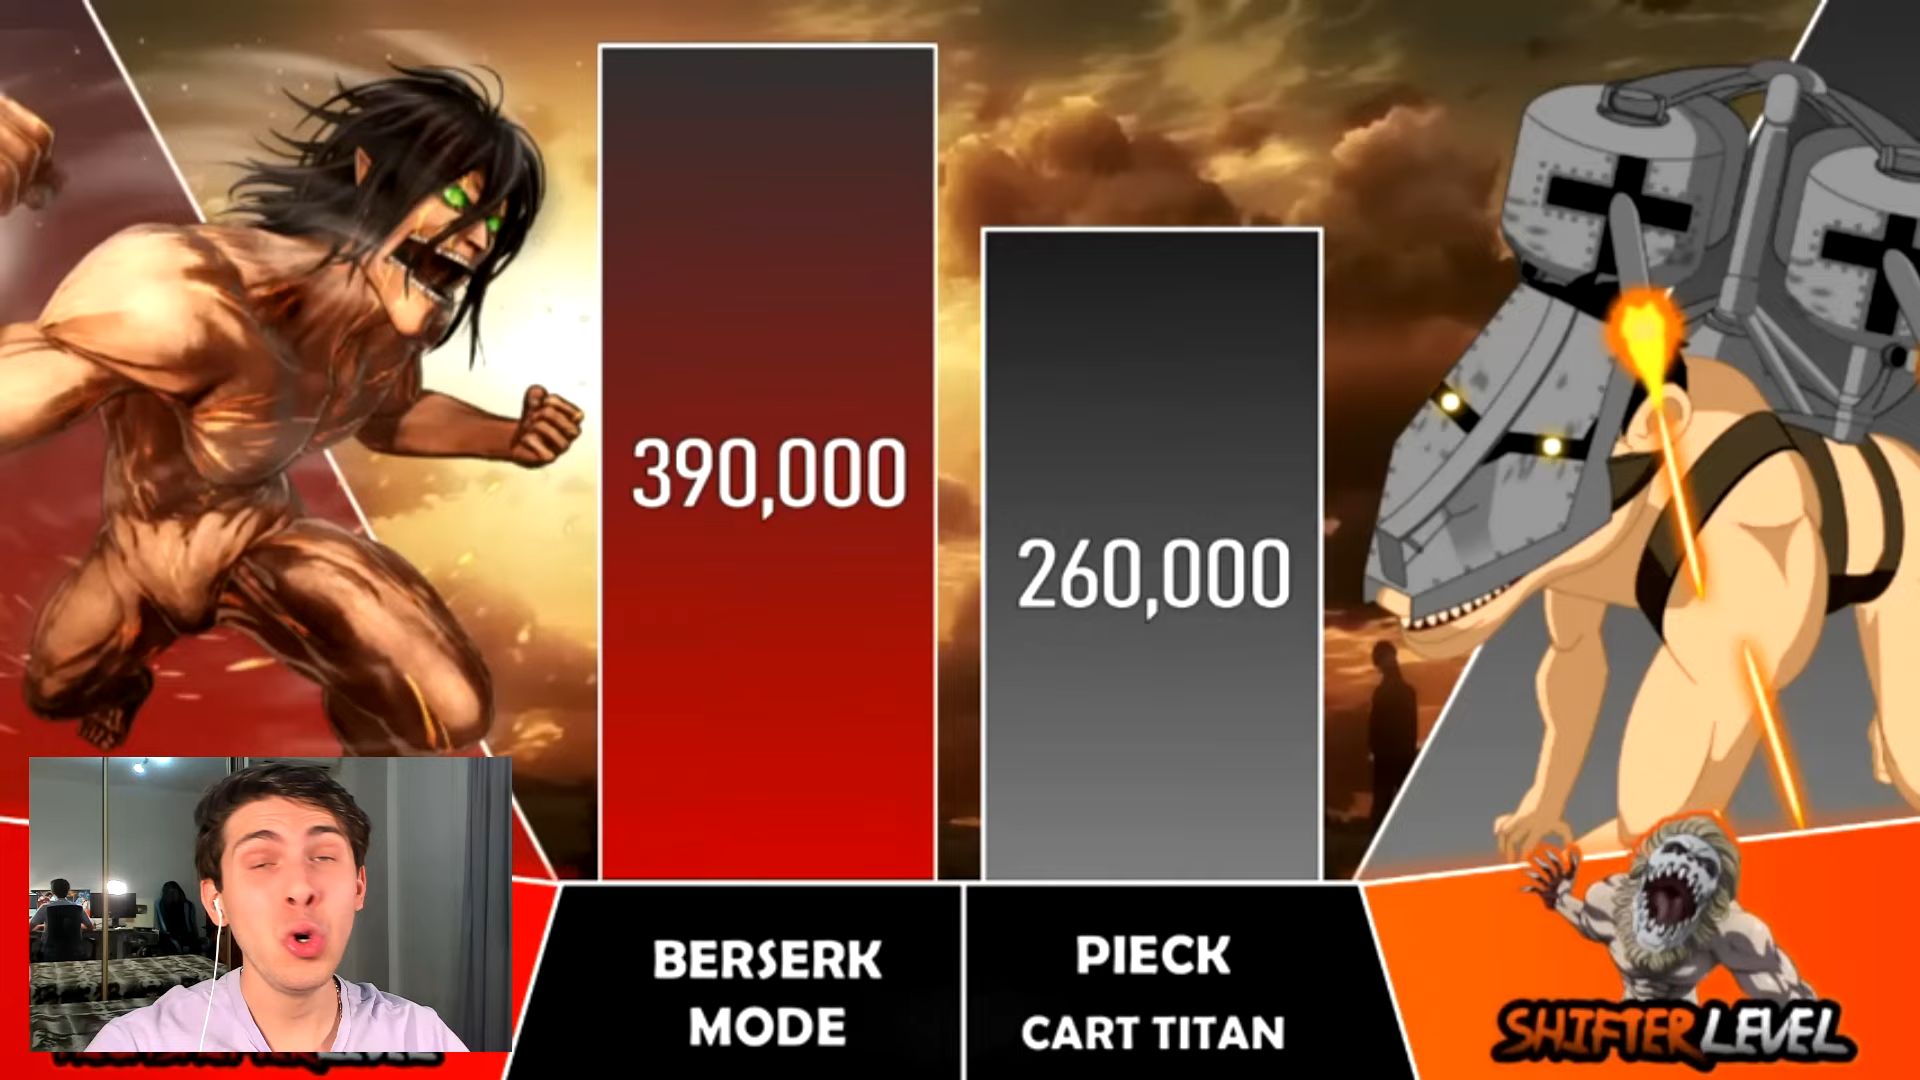 390,000
260,000
BERSERK
MODE
PIECK
CART TITAN
SHIFTER LEVEL